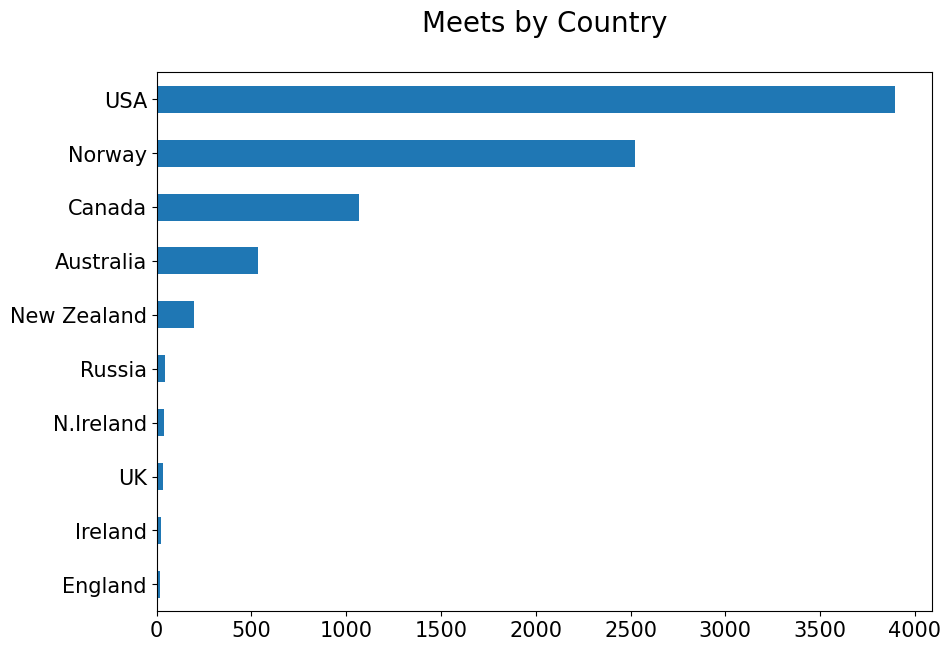 Meets by Country
USA
Norway
Canada
Australia
New Zealand
Russia
N.Ireland
UK
Ireland
England
0 500 1000 1500 2000 2500 3000 3500 4000